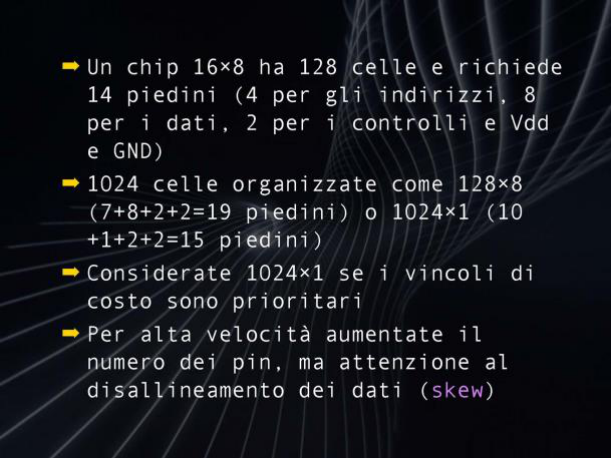 ➡ Un chip 16×8 ha 128 celle e richiede
14 piedini (4 per gli indirizzi, 8
per i dati, 2 per i controlli e Vdd
e GND)
➡ 1024 celle organizzate come 128×8
(7+8+2+2=19 piedini) o 1024×1 (10
+1+2+2=15 piedini)
➡ Considerate 1024×1 se i vincoli di
costo sono prioritari
➡ Per alta velocità aumentate il
numero dei pin, ma attenzione al
disallineamento dei dati (skew)